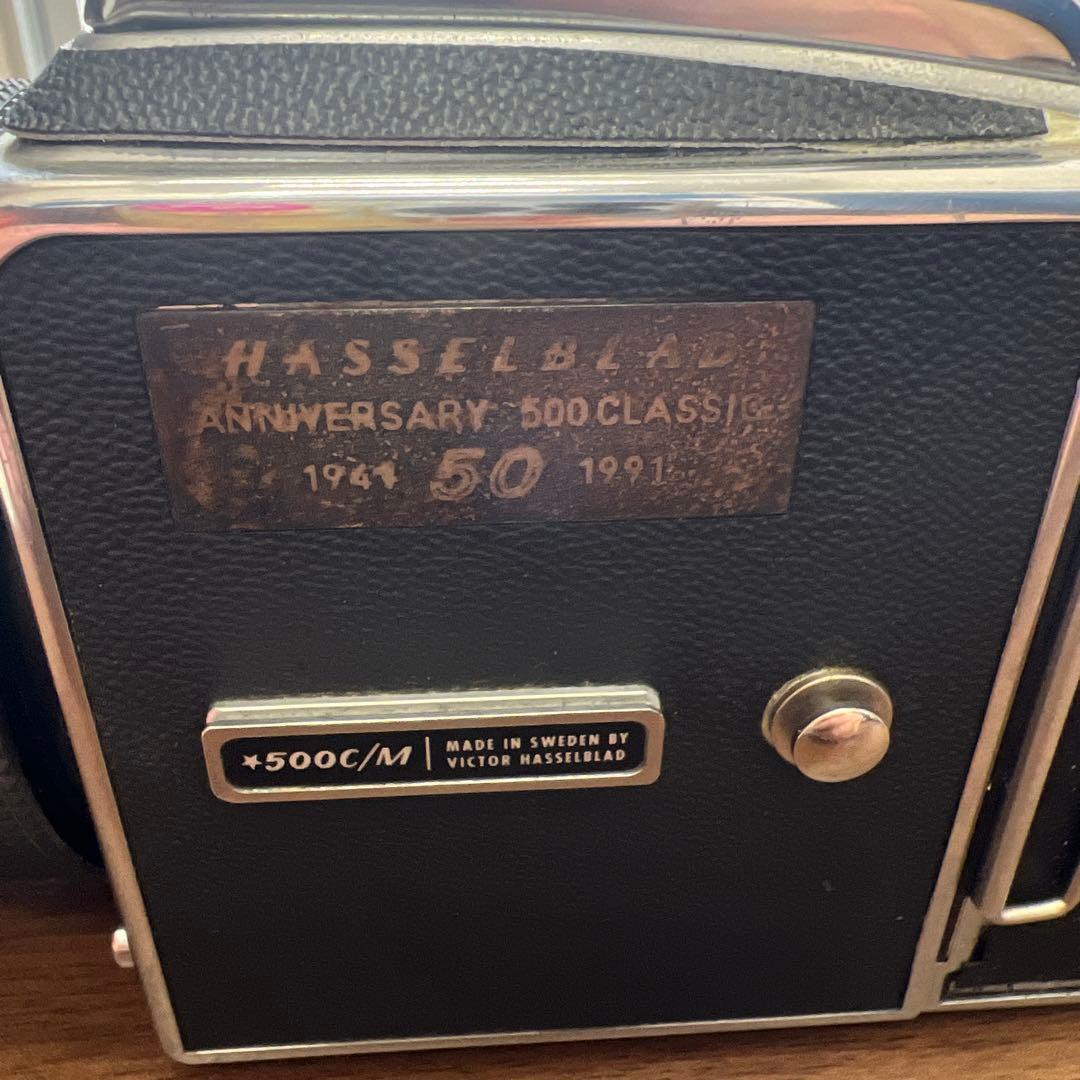 HASSELBLAD
ANNIVERSARY 500 CLASSIC
1941 50 1991
★500C/M | MADE IN SWEDEN BY
VICTOR HASSELBLAD